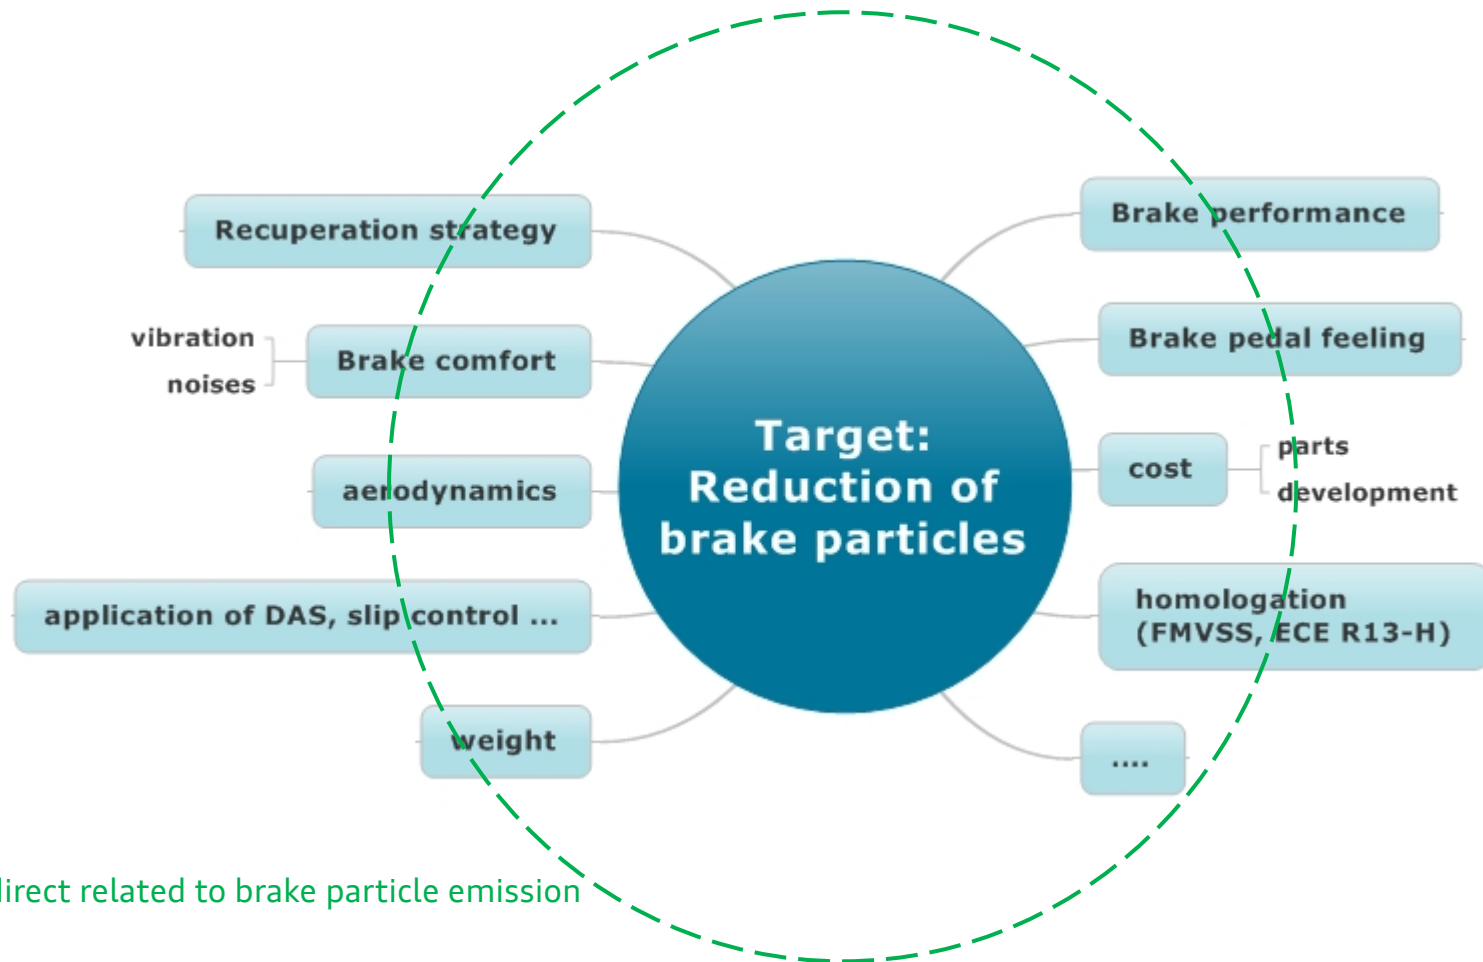 Recuperation strategy
Brake performance
vibration
noises
Brake comfort
Brake pedal feeling
Target:
Reduction of
brake particles
aerodynamics
cost
parts
development
application of DAS, slip control ...
homologation
(FMVSS, ECE R13-H)
weight
....
direct related to brake particle emission